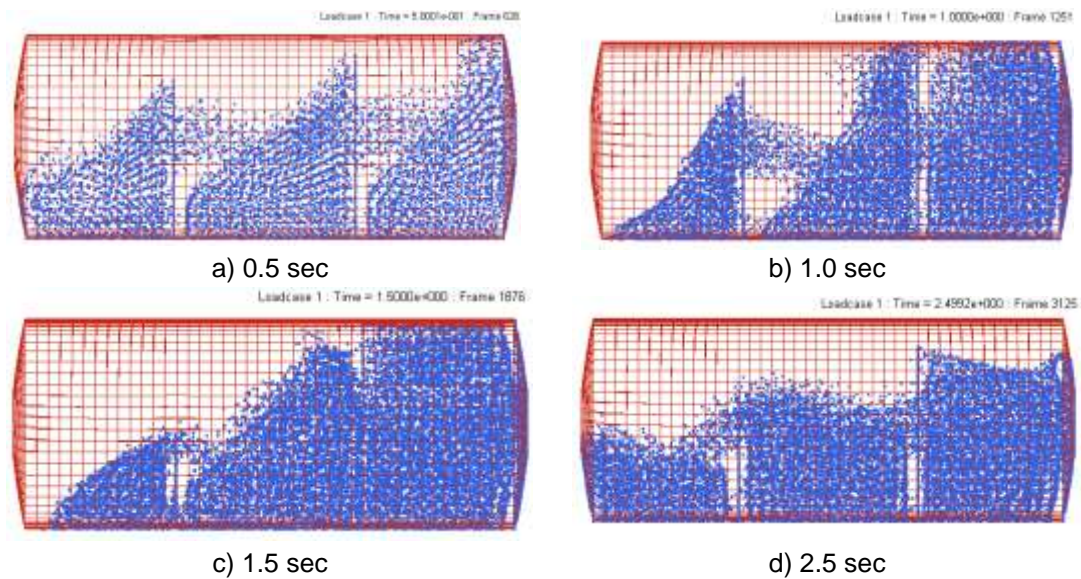 Loadcase 1 : Time = 5.0001e-001 : Frame 626
Loadcase 1 : Time = 1.0000e+000 : Frame 1251
a) 0.5 sec
b) 1.0 sec
Loadcase 1 : Time = 1.5000e+000 : Frame 1876
Loadcase 1 : Time = 2.4992e+000 : Frame 3125
c) 1.5 sec
d) 2.5 sec